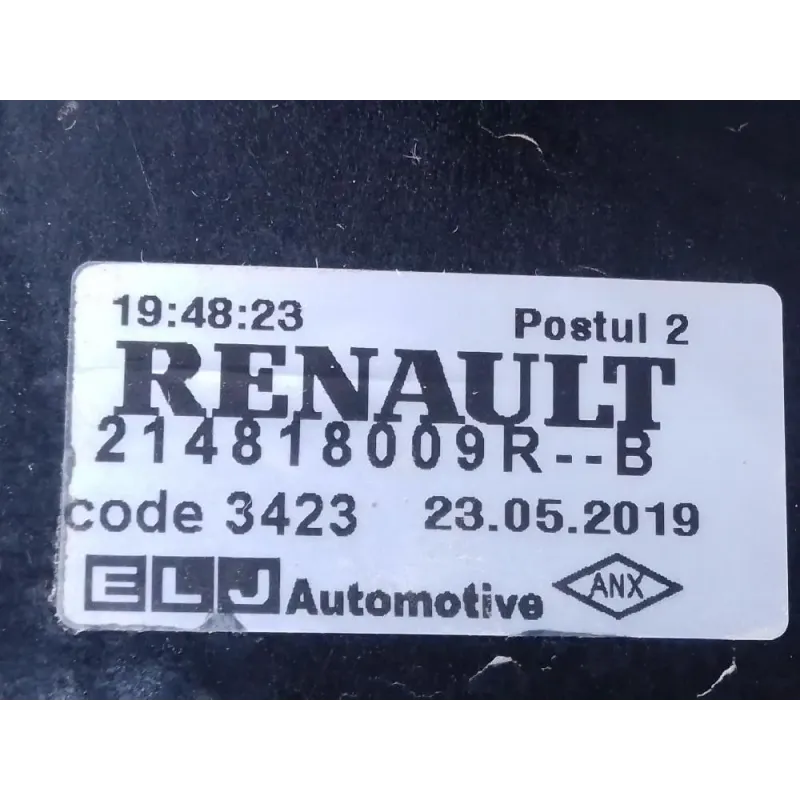 19:48:23 Postul 2
RENAULT
214818009R--B
code 3423 23.05.2019
ELJ Automotive ANX